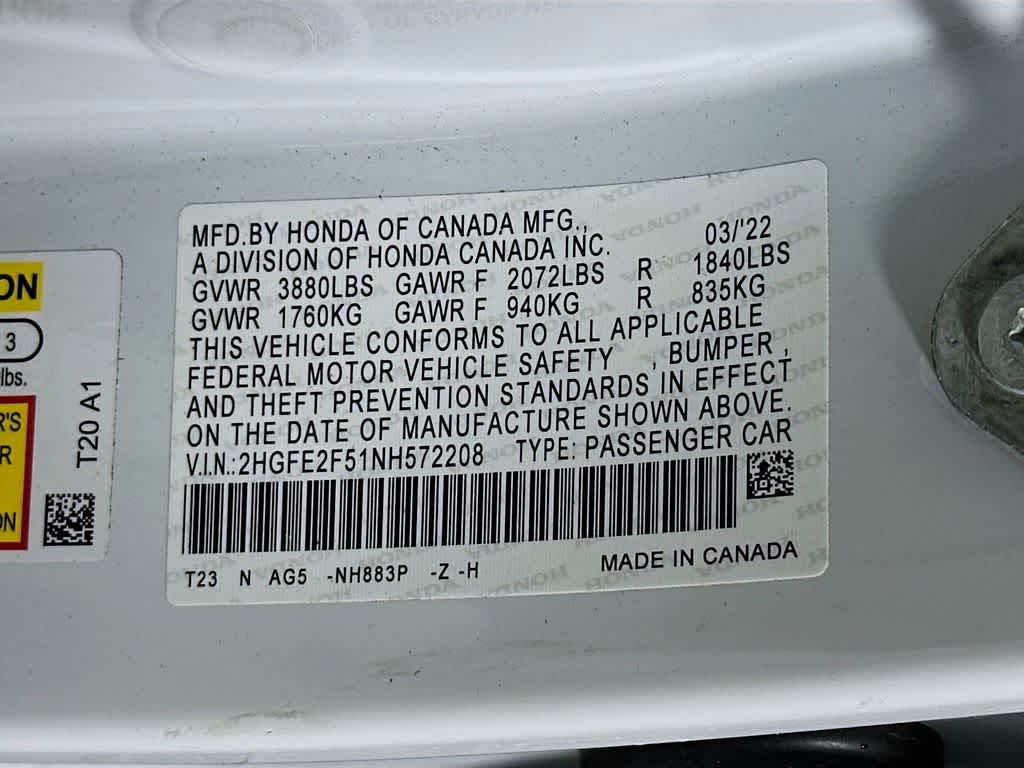 MFD.BY HONDA OF CANADA MFG.,
A DIVISION OF HONDA CANADA INC. 03/'22
GVWR 3880LBS GAWR F 2072LBS R 1840LBS
GVWR 1760KG GAWR F 940KG R 835KG
THIS VEHICLE CONFORMS TO ALL APPLICABLE
FEDERAL MOTOR VEHICLE SAFETY , BUMPER ,
AND THEFT PREVENTION STANDARDS IN EFFECT
ON THE DATE OF MANUFACTURE SHOWN ABOVE.
V.I.N.:2HGFE2F51NH572208 TYPE: PASSENGER CAR
T23 N AG5 -NH883P -Z -H MADE IN CANADA
ON
3
lbs.
R'S
R
ON
T20 A1